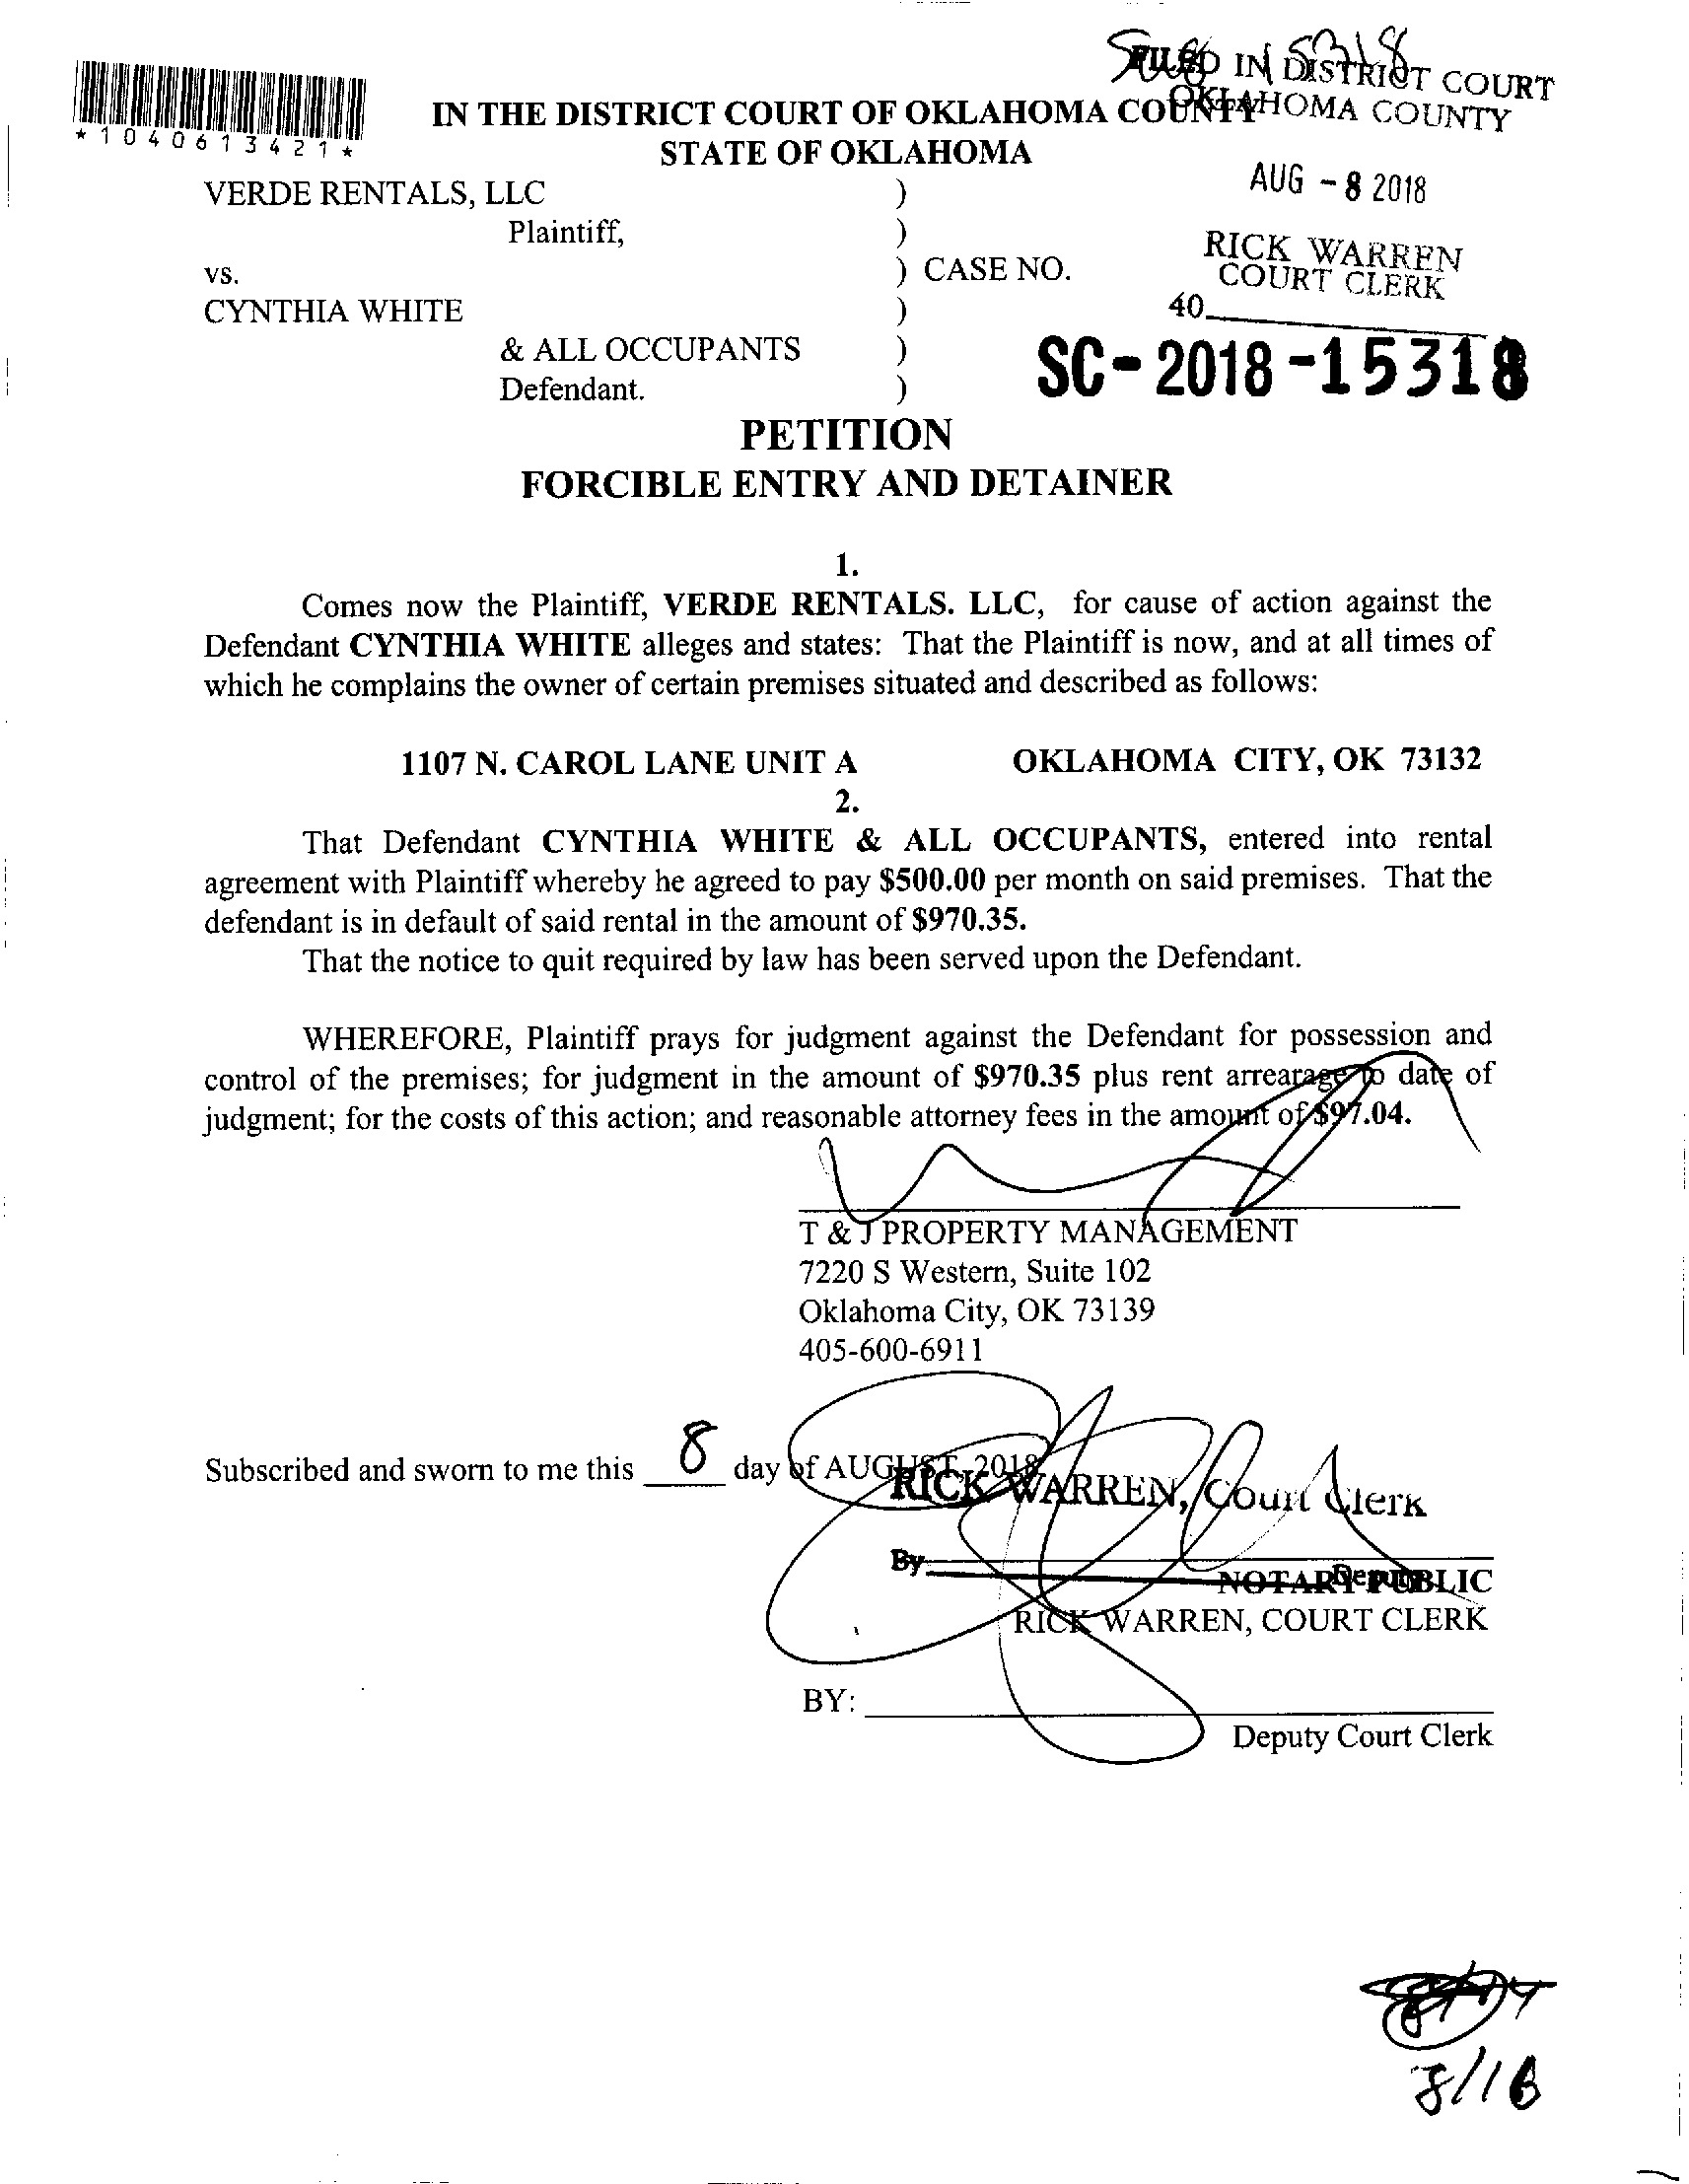 FILED IN DISTRICT COURT
OKLAHOMA COUNTY
*1040613421*
IN THE DISTRICT COURT OF OKLAHOMA COUNTY
STATE OF OKLAHOMA
AUG - 8 2018
VERDE RENTALS, LLC )
Plaintiff, )
RICK WARREN
COURT CLERK
vs. ) CASE NO.
CYNTHIA WHITE )
40
& ALL OCCUPANTS )
SC-2018-15318
Defendant. )
PETITION
FORCIBLE ENTRY AND DETAINER
1.
Comes now the Plaintiff, VERDE RENTALS. LLC, for cause of action against the
Defendant CYNTHIA WHITE alleges and states: That the Plaintiff is now, and at all times of
which he complains the owner of certain premises situated and described as follows:
1107 N. CAROL LANE UNIT A OKLAHOMA CITY, OK 73132
2.
That Defendant CYNTHIA WHITE & ALL OCCUPANTS, entered into rental
agreement with Plaintiff whereby he agreed to pay $500.00 per month on said premises. That the
defendant is in default of said rental in the amount of $970.35.
That the notice to quit required by law has been served upon the Defendant.
WHEREFORE, Plaintiff prays for judgment against the Defendant for possession and
control of the premises; for judgment in the amount of $970.35 plus rent arrearage to date of
judgment; for the costs of this action; and reasonable attorney fees in the amount of $97.04.
T & J PROPERTY MANAGEMENT
7220 S Western, Suite 102
Oklahoma City, OK 73139
405-600-6911
Subscribed and sworn to me this 8 day of AUGUST, 2018
RICK WARREN, Court Clerk
By
Deputy
NOTARY PUBLIC
RICK WARREN, COURT CLERK
BY:
Deputy Court Clerk